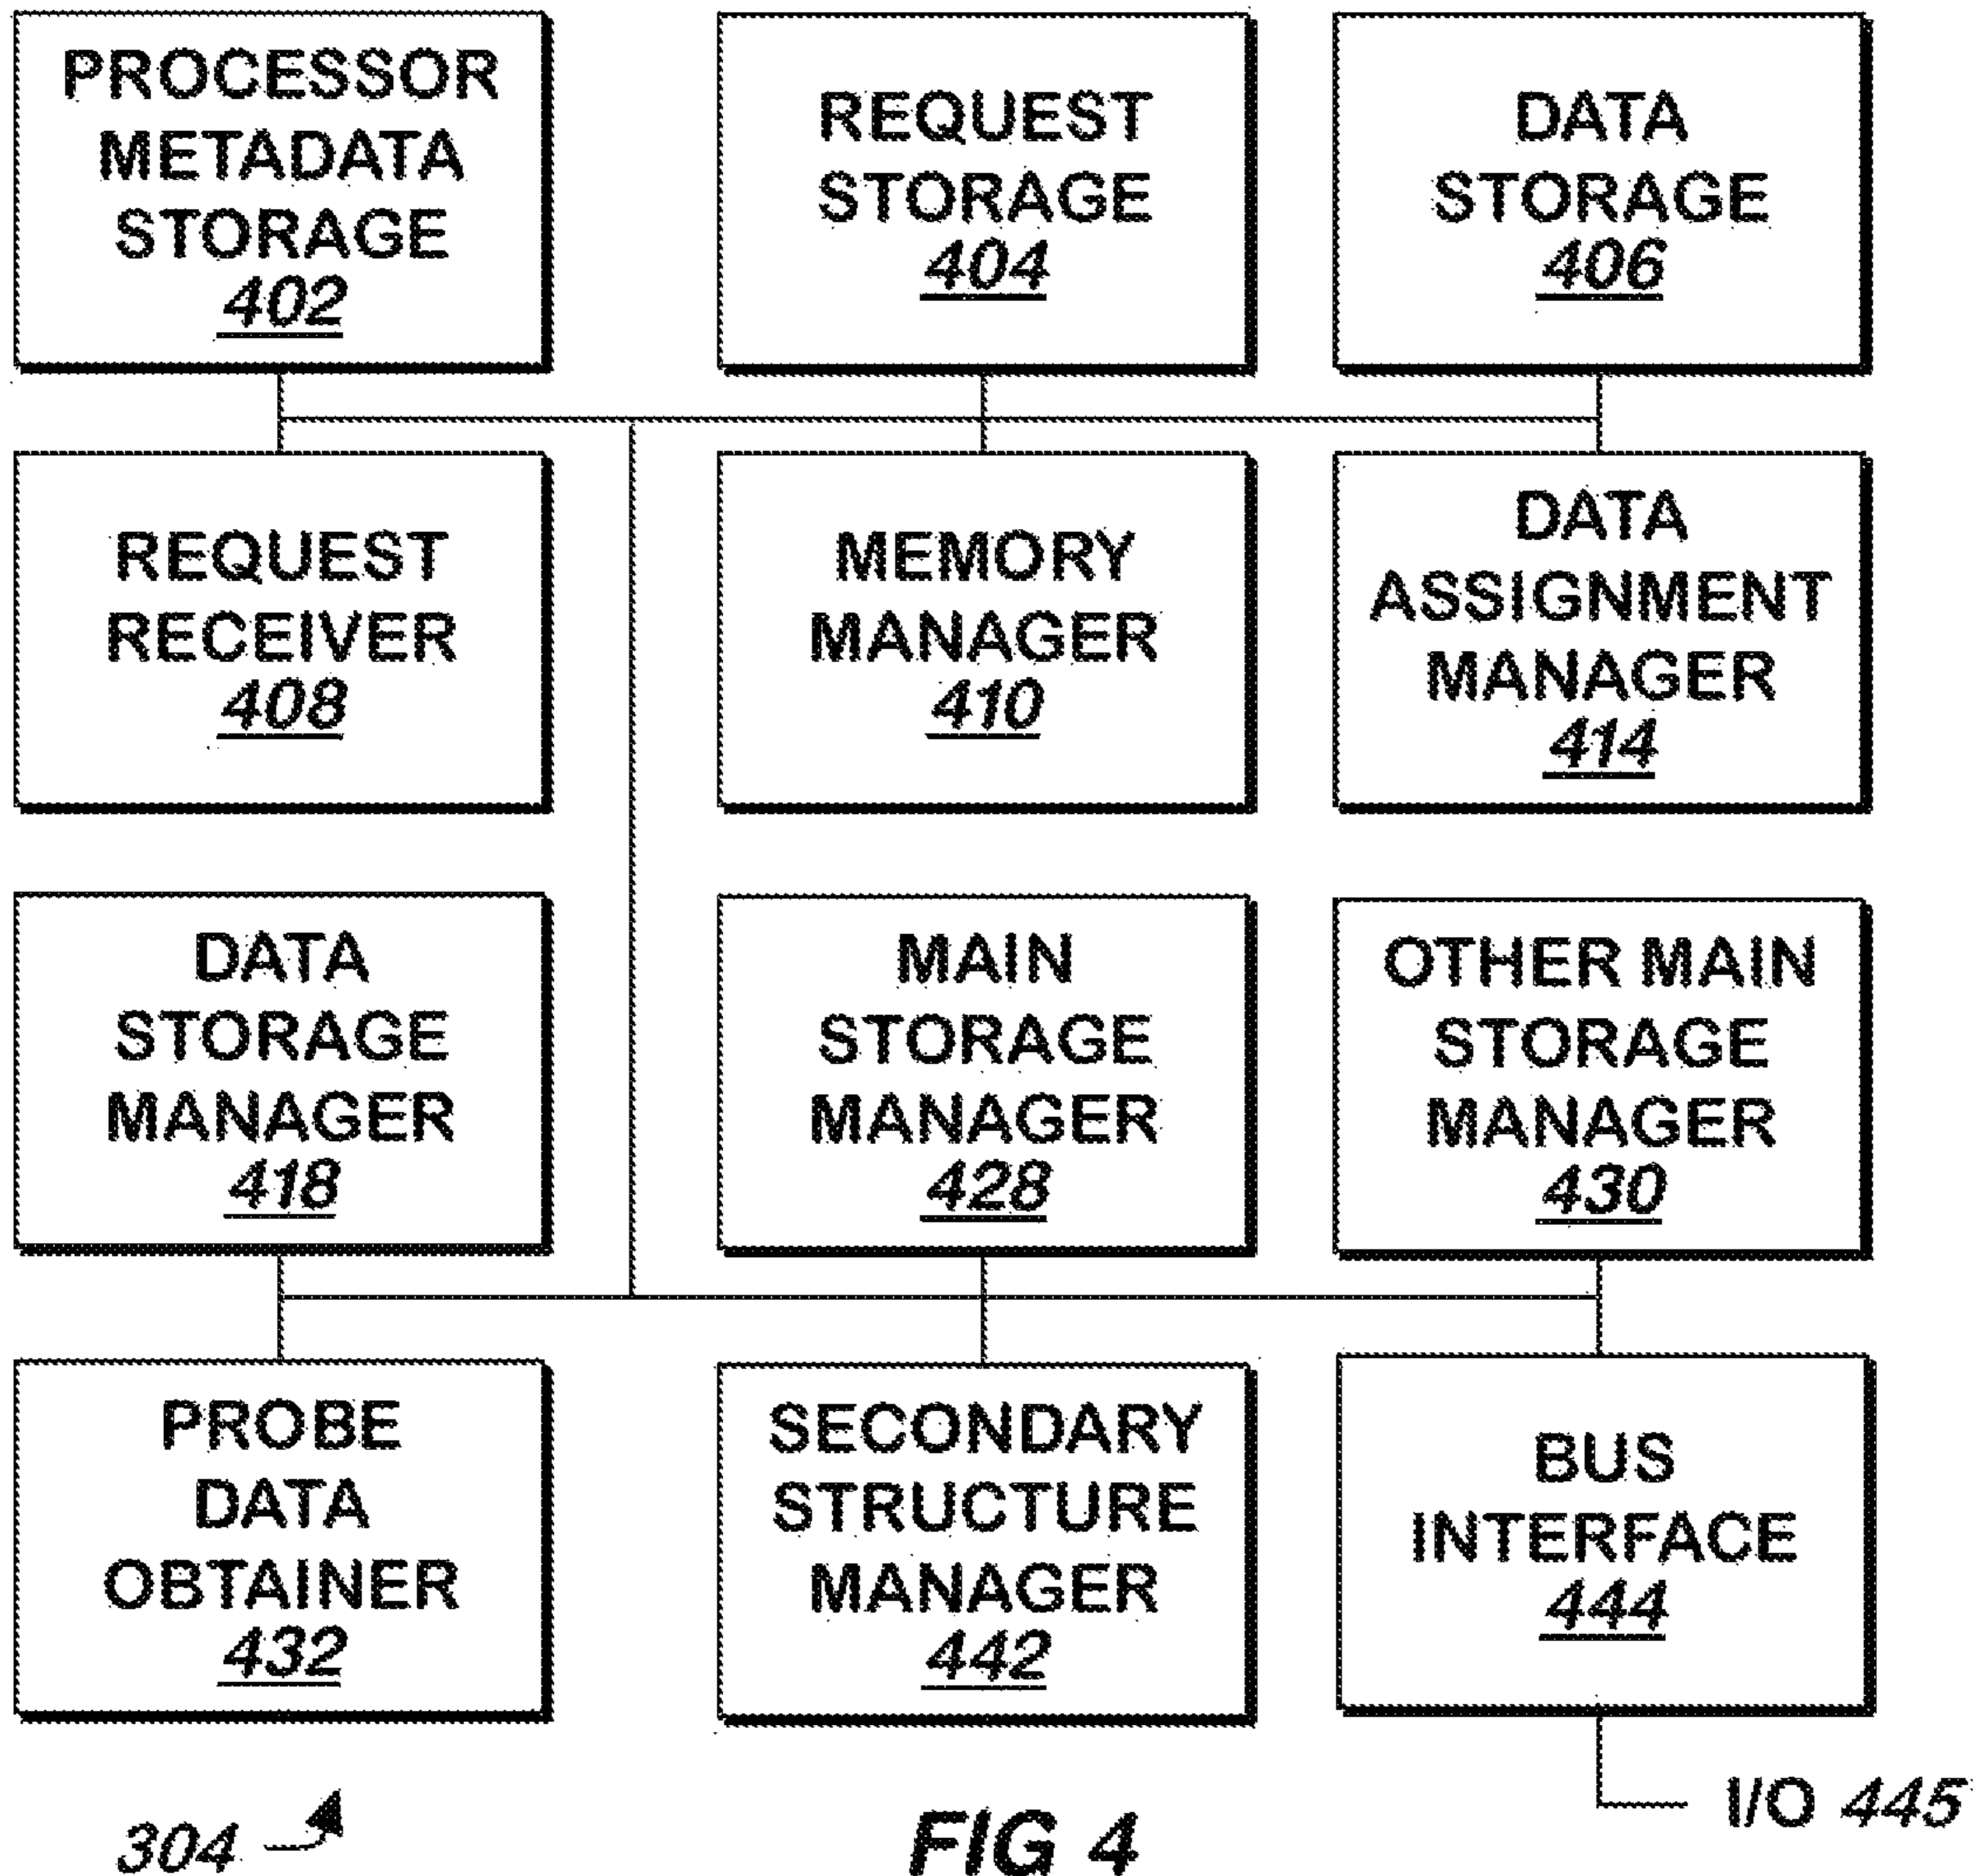 PROCESSOR
METADATA
STORAGE
402
REQUEST
STORAGE
404
DATA
STORAGE
406
REQUEST
RECEIVER
408
MEMORY
MANAGER
410
DATA
ASSIGNMENT
MANAGER
414
DATA
STORAGE
MANAGER
418
MAIN
STORAGE
MANAGER
428
OTHER MAIN
STORAGE
MANAGER
430
PROBE
DATA
OBTAINER
432
SECONDARY
STRUCTURE
MANAGER
442
BUS
INTERFACE
444
I/O 445
304
FIG 4